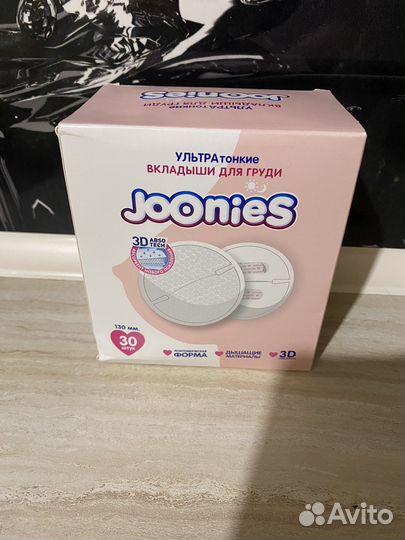 УЛЬТРАтонкие
ВКЛАДЫШИ ДЛЯ ГРУДИ
JOONIES
УЛЬТРАтонкие
ВКЛАДЫШИ ДЛЯ ГРУДИ
JOONIES
3D ABSO
TECH
130 мм.
30
штук
ФОРМА
ДЫШАЩИЕ
МАТЕРИАЛЫ
3D
Avito